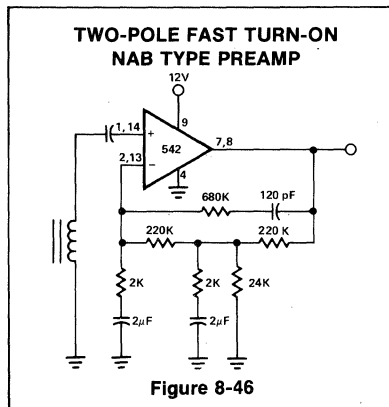 TWO-POLE FAST TURN-ON
NAB TYPE PREAMP
12V
9
1, 14
+
7,8
542
2,13
−
4
680K
120 pF
220K
220 K
2K
2K
24K
2μF
2μF
Figure 8-46